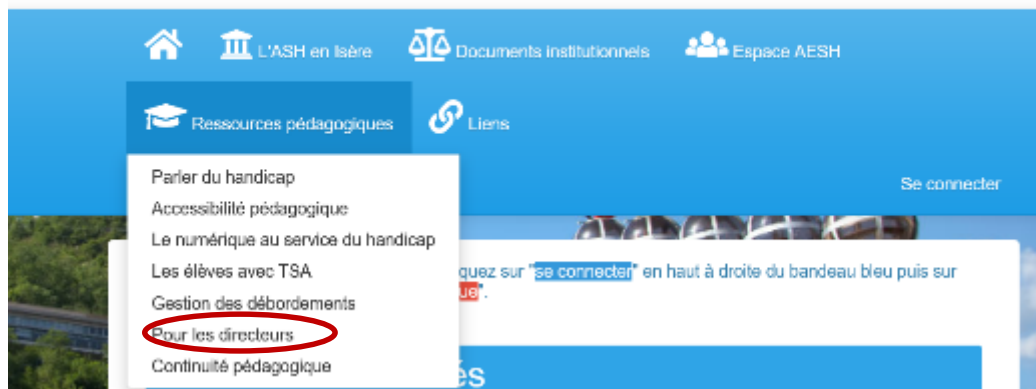 L'ASH en Isère Documents institutionnels Espace AESH
Ressources pédagogiques Liens
Se connecter
Parler du handicap
Accessibilité pédagogique
Le numérique au service du handicap
Les élèves avec TSA
Gestion des débordements
Pour les directeurs
Continuité pédagogique
quez sur "se connecter" en haut à droite du bandeau bleu puis sur
ue".
és